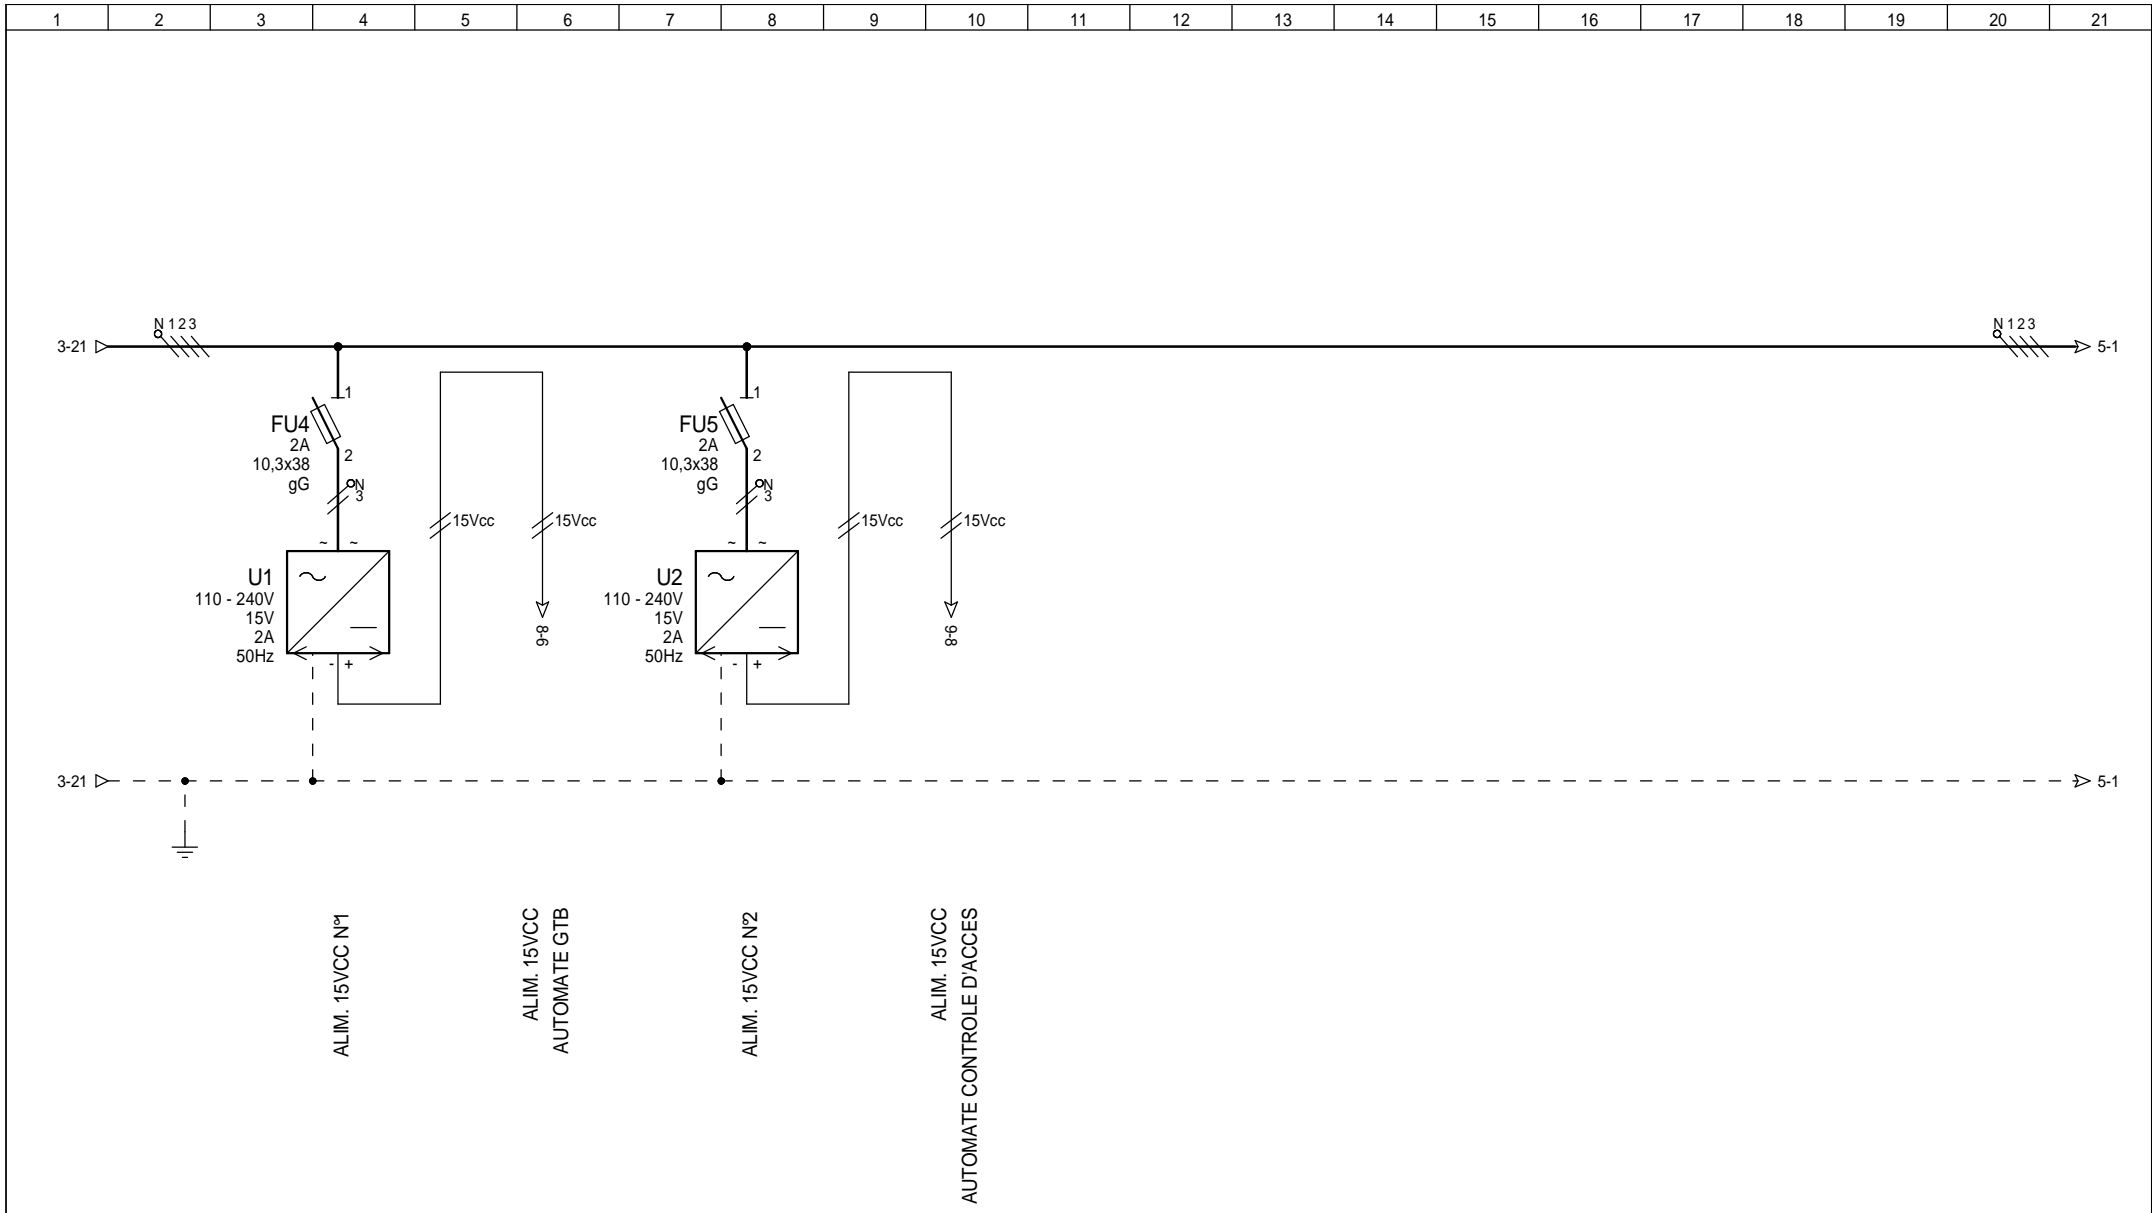 1 2 3 4 5 6 7 8 9 10 11 12 13 14 15 16 17 18 19 20 21
N 1 2 3
N 1 2 3
3-21
5-1
1
FU4
2A
10,3x38
gG
2
N
3
1
FU5
2A
10,3x38
gG
2
N
3
15Vcc
15Vcc
15Vcc
15Vcc
~ ~
U1
110 - 240V
15V
2A
50Hz
- +
8-6
~ ~
U2
110 - 240V
15V
2A
50Hz
- +
9-8
3-21
5-1
ALIM. 15VCC N°1
ALIM. 15VCC
AUTOMATE GTB
ALIM. 15VCC N°2
ALIM. 15VCC
AUTOMATE CONTROLE D'ACCES